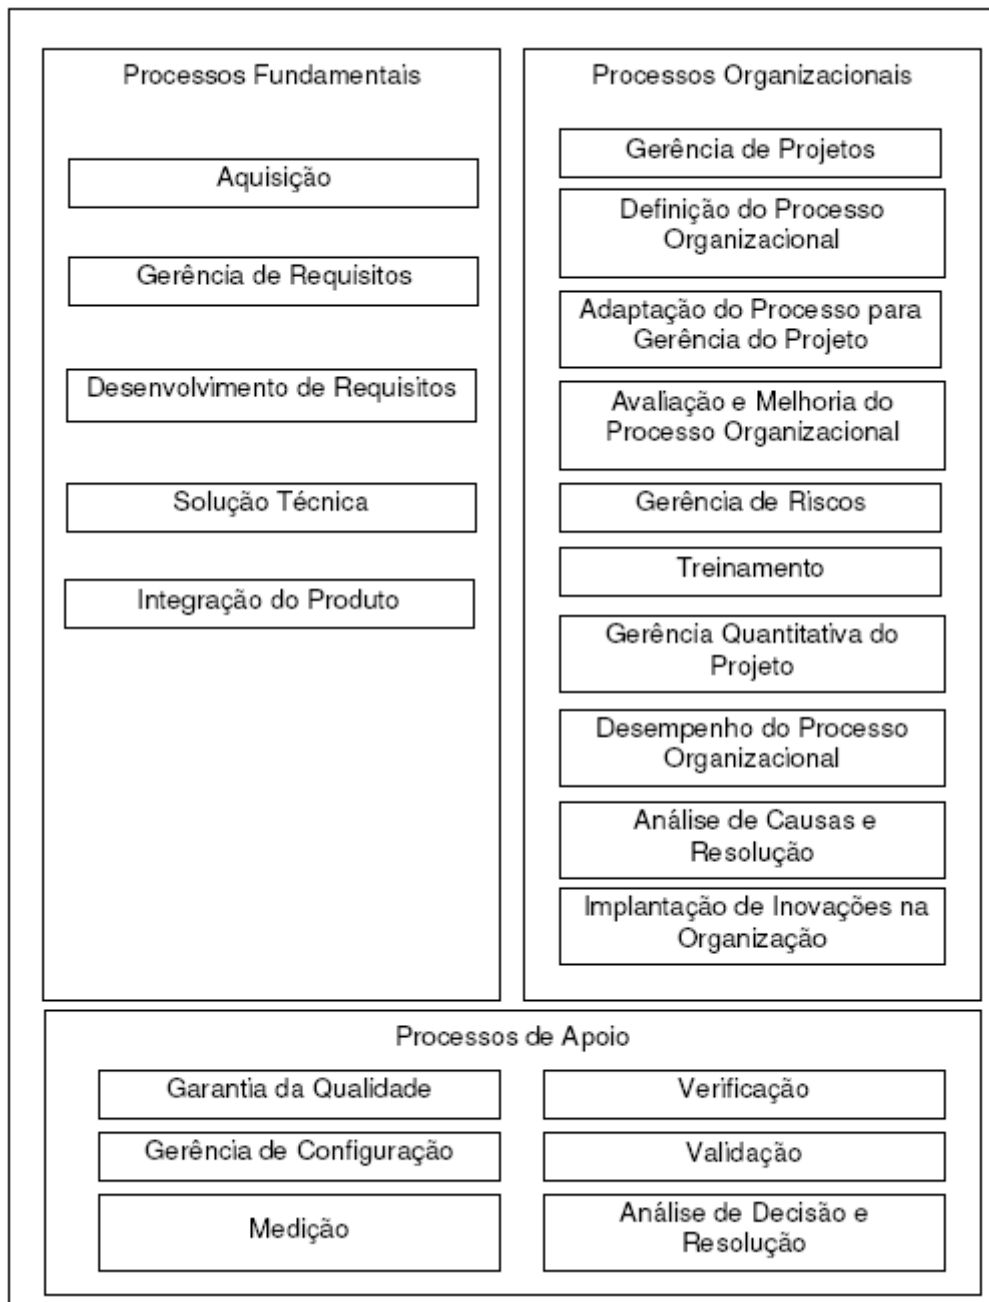 Processos Fundamentais
Aquisição
Gerência de Requisitos
Desenvolvimento de Requisitos
Solução Técnica
Integração do Produto
Processos Organizacionais
Gerência de Projetos
Definição do Processo
Organizacional
Adaptação do Processo para
Gerência do Projeto
Avaliação e Melhoria do
Processo Organizacional
Gerência de Riscos
Treinamento
Gerência Quantitativa do
Projeto
Desempenho do Processo
Organizacional
Análise de Causas e
Resolução
Implantação de Inovações na
Organização
Processos de Apoio
Garantia da Qualidade
Gerência de Configuração
Medição
Verificação
Validação
Análise de Decisão e
Resolução